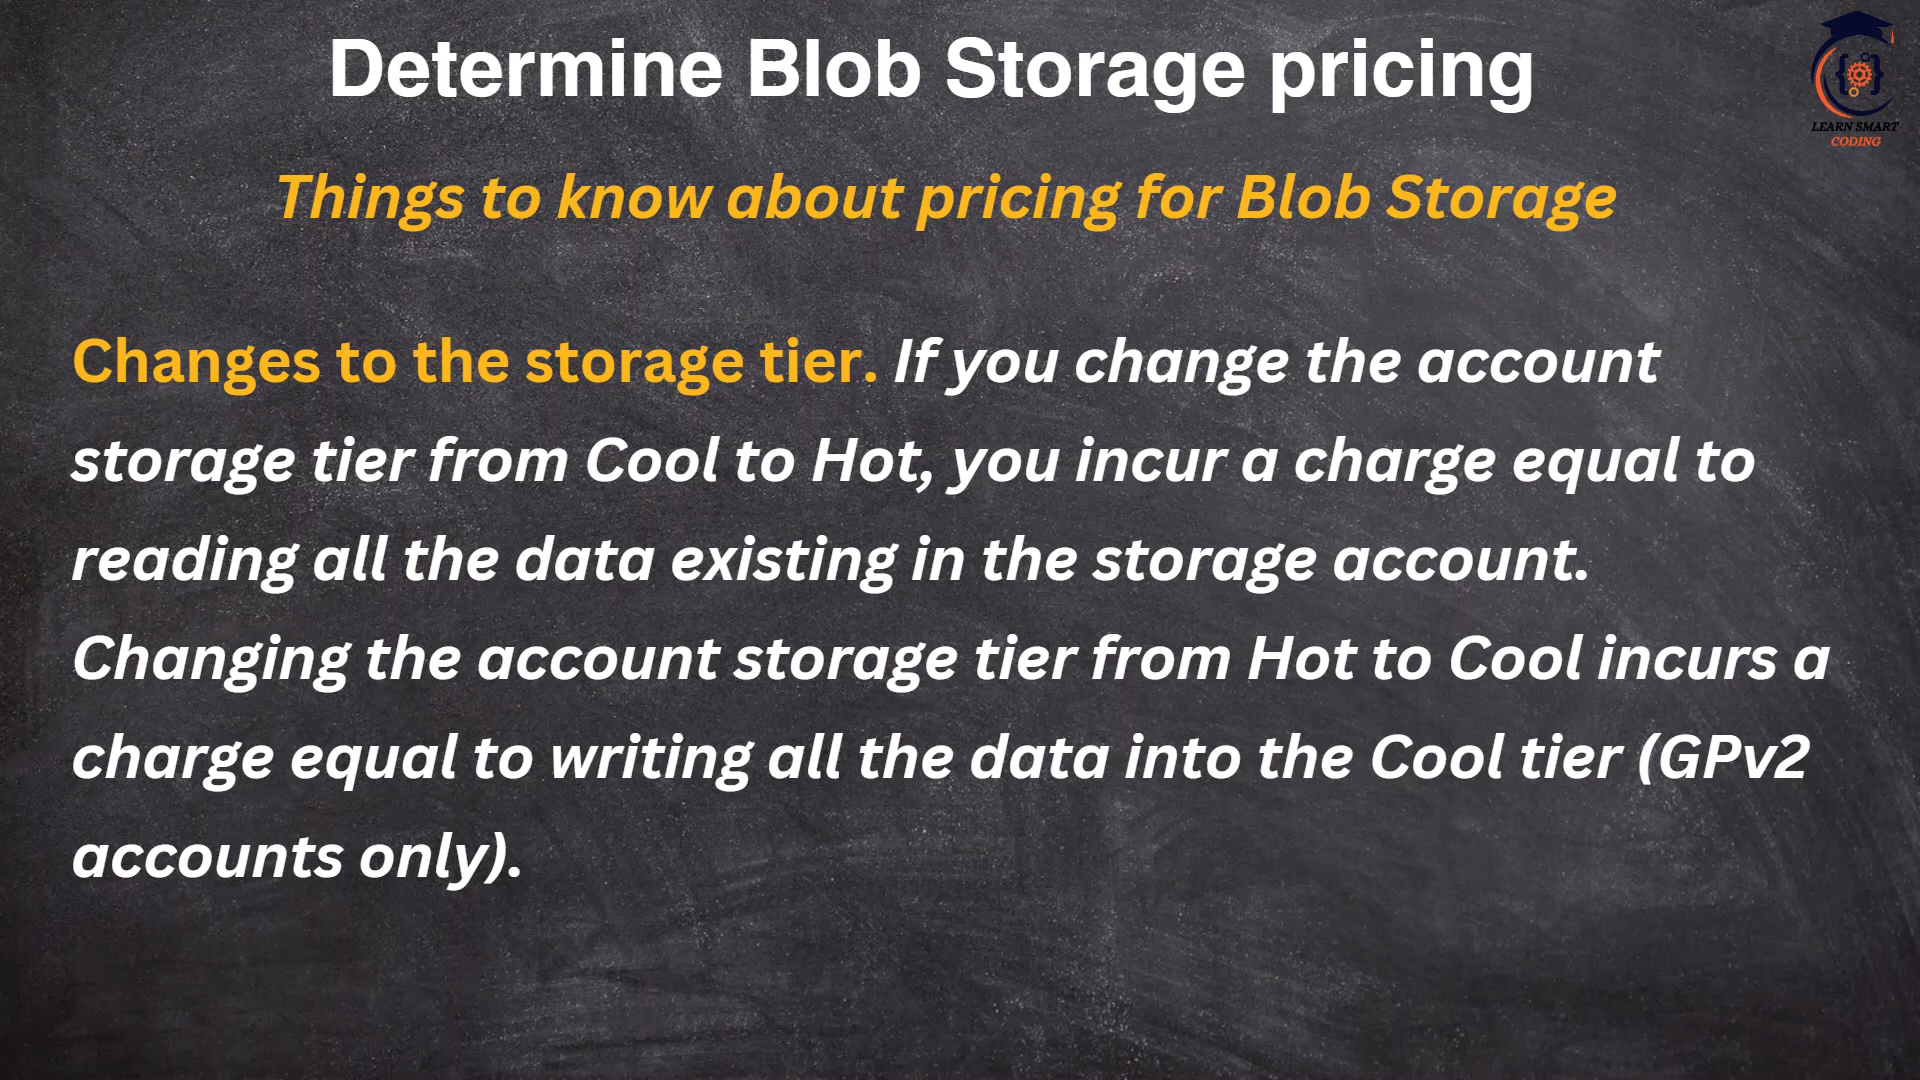 Determine Blob Storage pricing
LEARN SMART
CODING
Things to know about pricing for Blob Storage
Changes to the storage tier. If you change the account
storage tier from Cool to Hot, you incur a charge equal to
reading all the data existing in the storage account.
Changing the account storage tier from Hot to Cool incurs a
charge equal to writing all the data into the Cool tier (GPv2
accounts only).